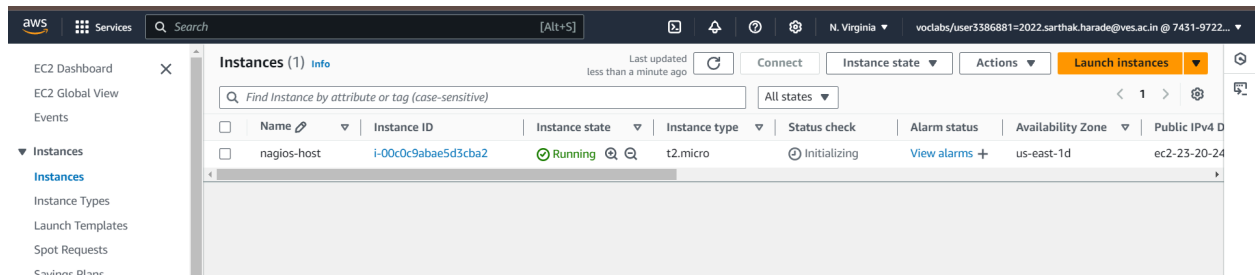 aws Services Search [Alt+S] N. Virginia voclabs/user3386881=2022.sarthak.harade@ves.ac.in @ 7431-9722...
EC2 Dashboard
EC2 Global View
Events
Instances
Instances
Instance Types
Launch Templates
Spot Requests
Savings Plans
Instances (1) Info
Last updated
less than a minute ago
Connect Instance state Actions Launch instances
Find Instance by attribute or tag (case-sensitive) All states 1
Name Instance ID Instance state Instance type Status check Alarm status Availability Zone Public IPv4 D
nagios-host i-00c0c9abae5d3cba2 Running t2.micro Initializing View alarms + us-east-1d ec2-23-20-24